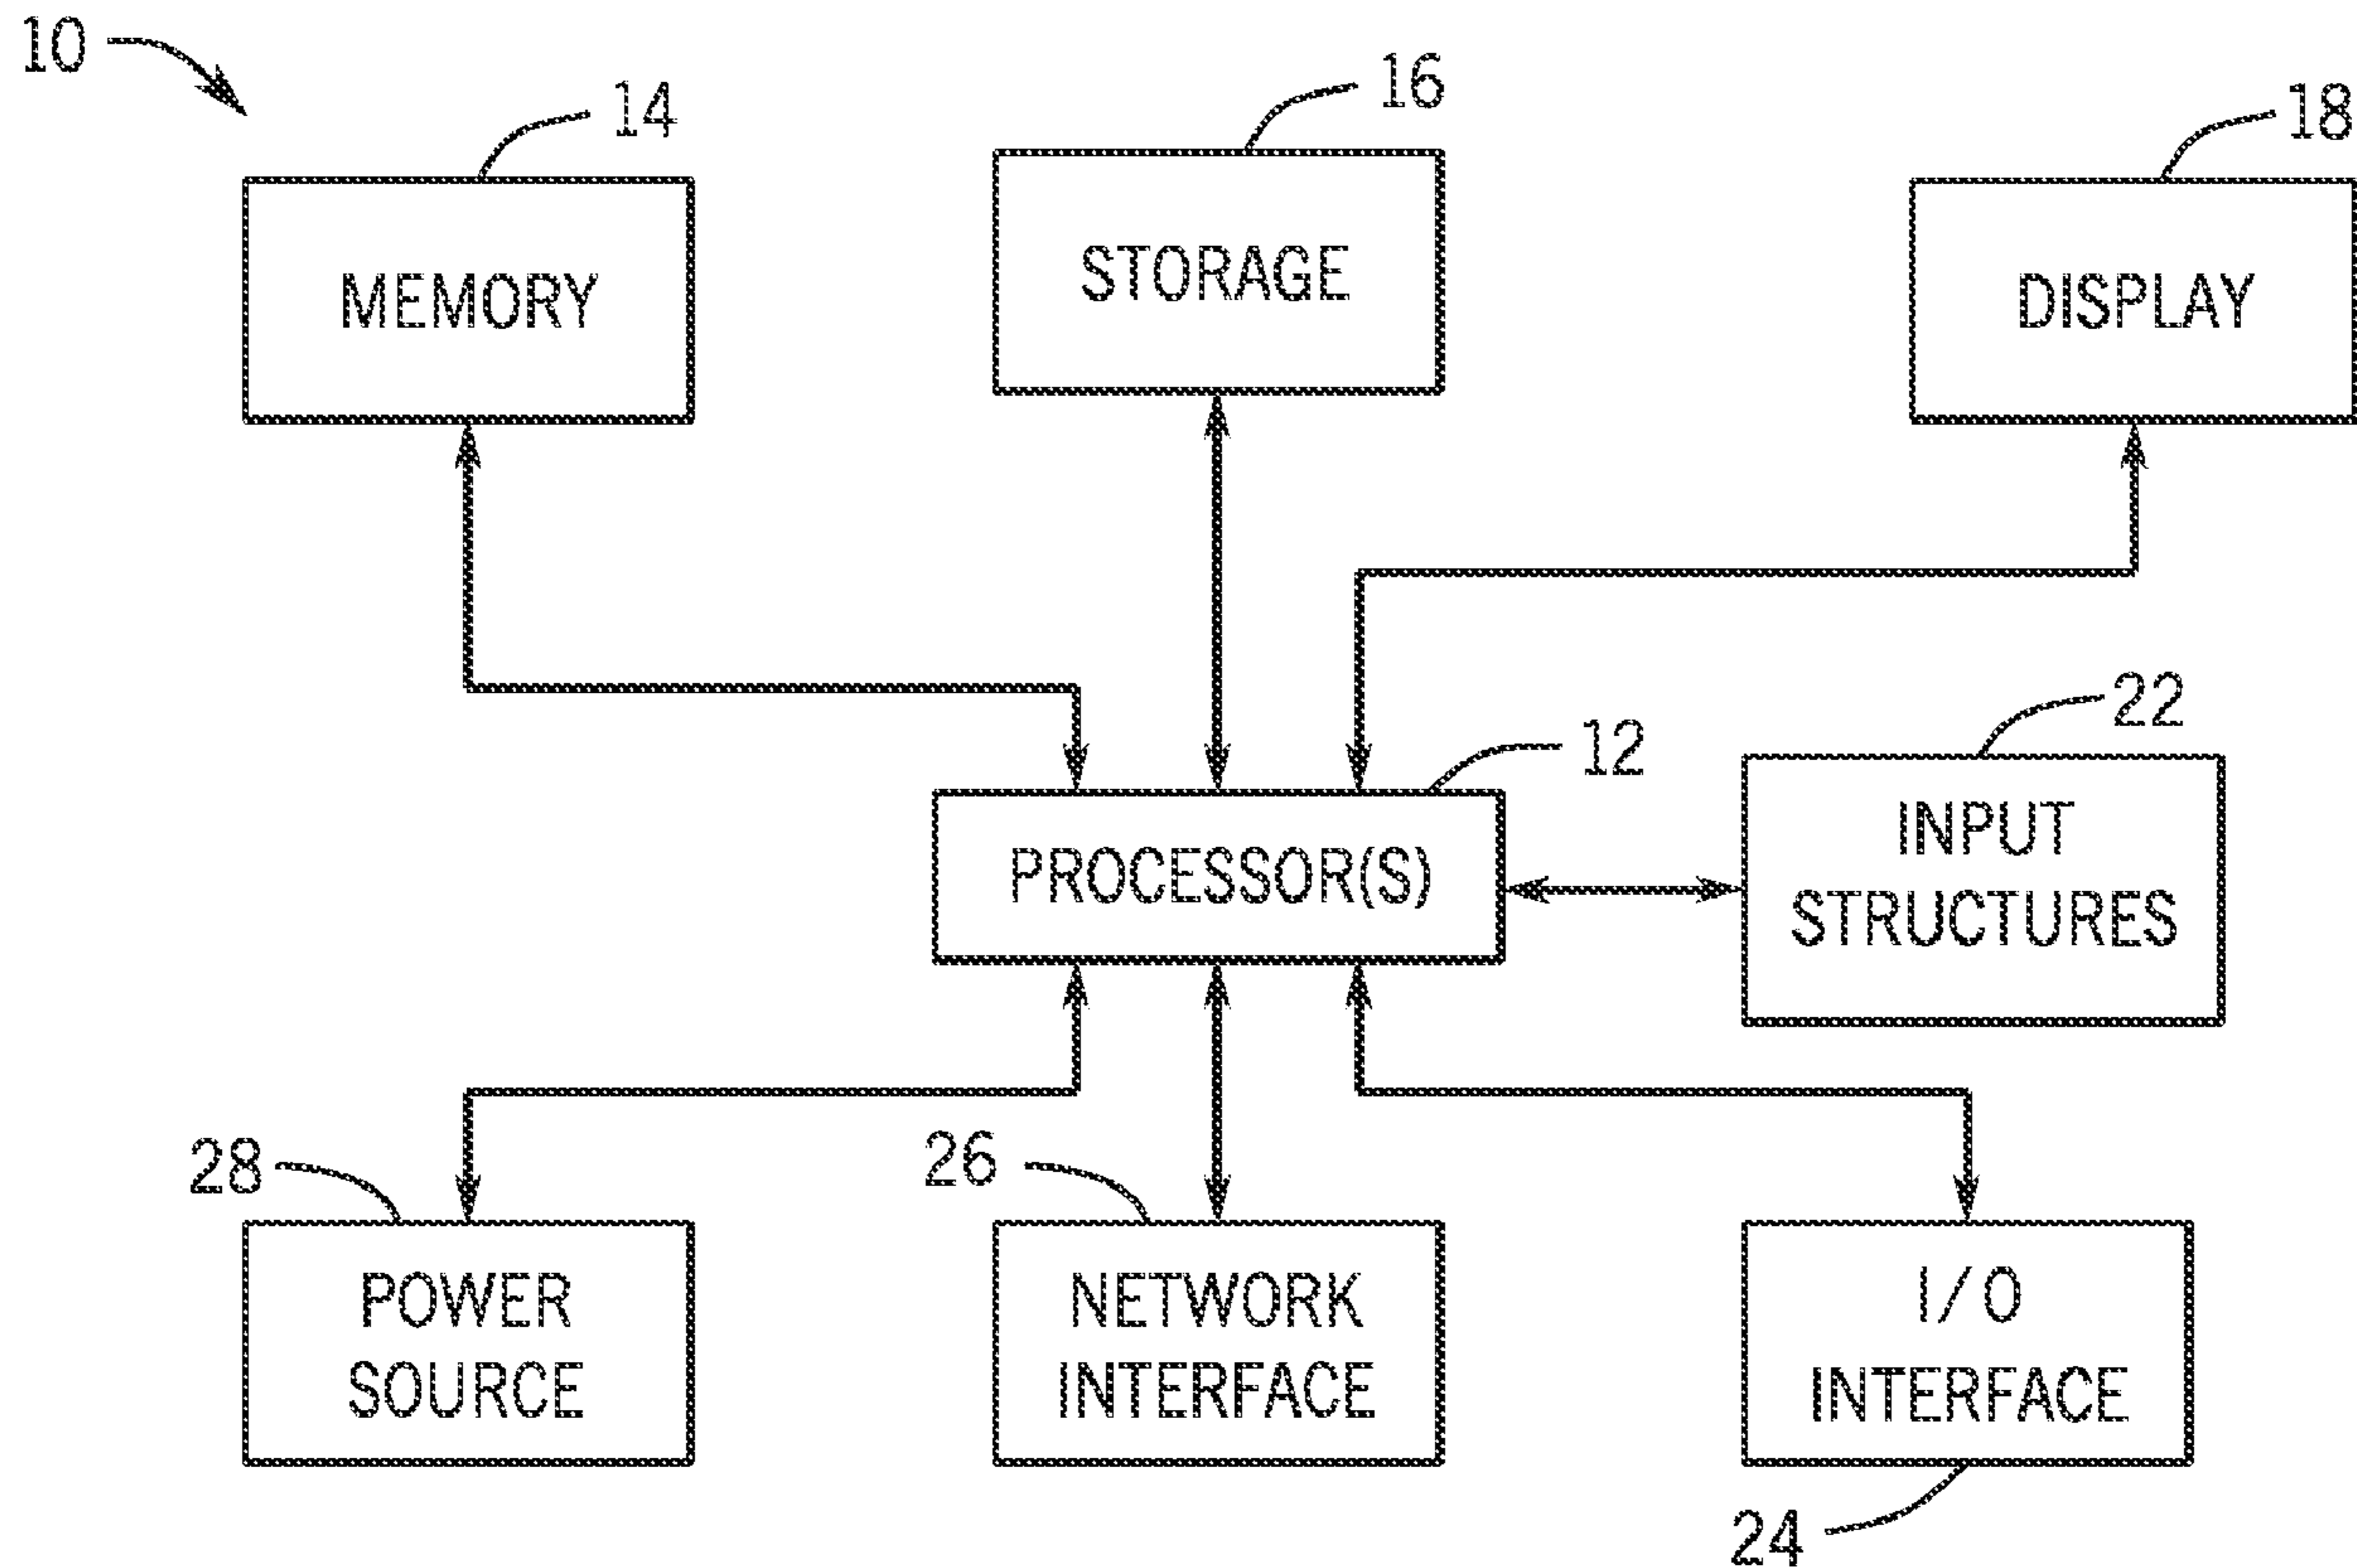 10
14
16
18
MEMORY
STORAGE
DISPLAY
12
22
PROCESSOR(S)
INPUT
STRUCTURES
28
26
POWER
SOURCE
NETWORK
INTERFACE
I/O
INTERFACE
24